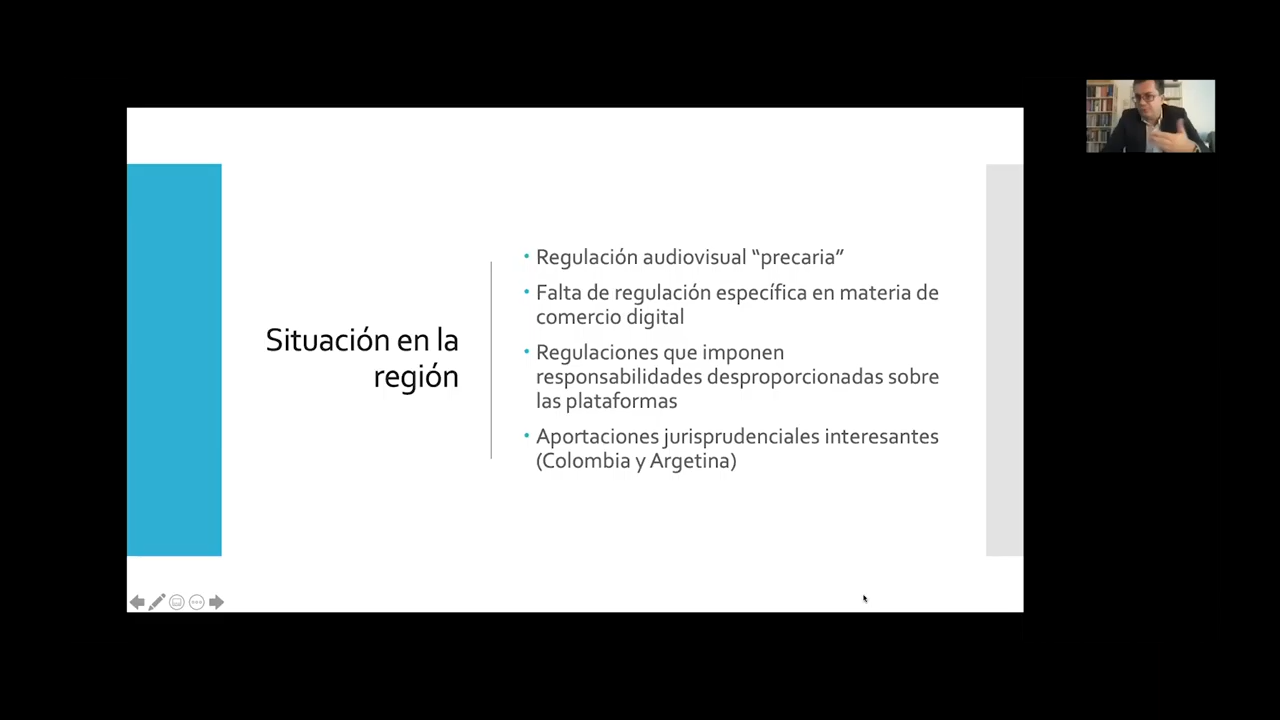 Situación en la
región
• Regulación audiovisual “precaria”
• Falta de regulación específica en materia de
comercio digital
• Regulaciones que imponen
responsabilidades desproporcionadas sobre
las plataformas
• Aportaciones jurisprudenciales interesantes
(Colombia y Argetina)